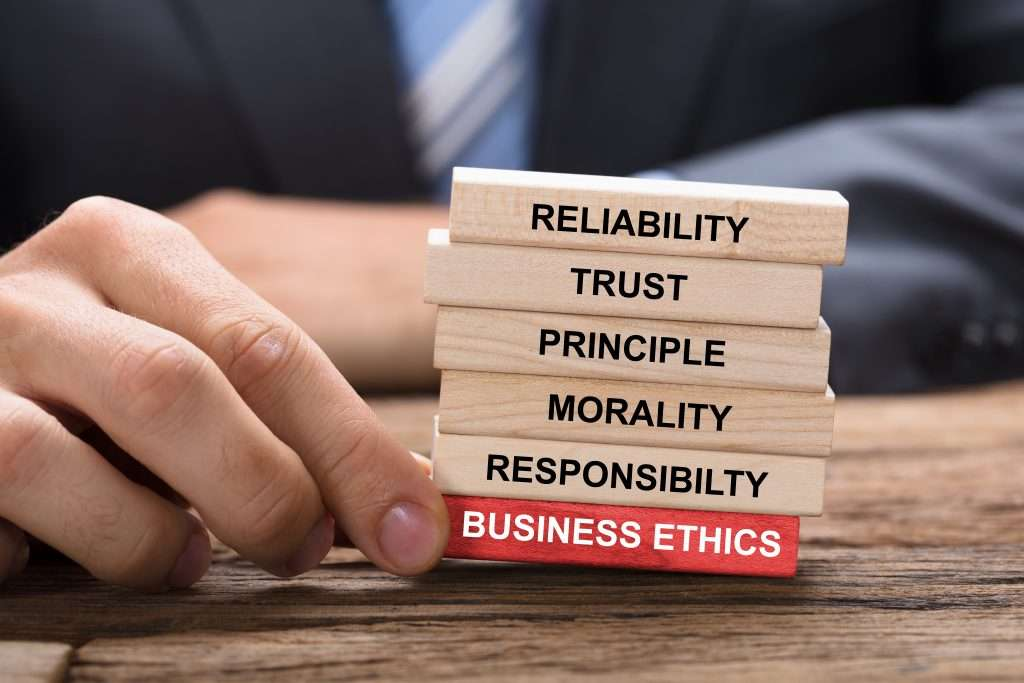 RELIABILITY
TRUST
PRINCIPLE
MORALITY
RESPONSIBILTY
BUSINESS ETHICS